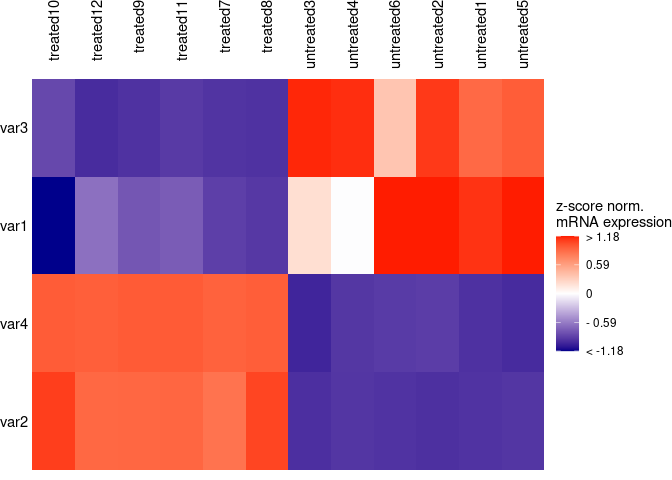 treated10
treated12
treated9
treated11
treated7
treated8
untreated3
untreated4
untreated6
untreated2
untreated1
untreated5
var3
var1
var4
var2
z-score norm.
mRNA expression
> 1.18
0.59
0
- 0.59
< -1.18